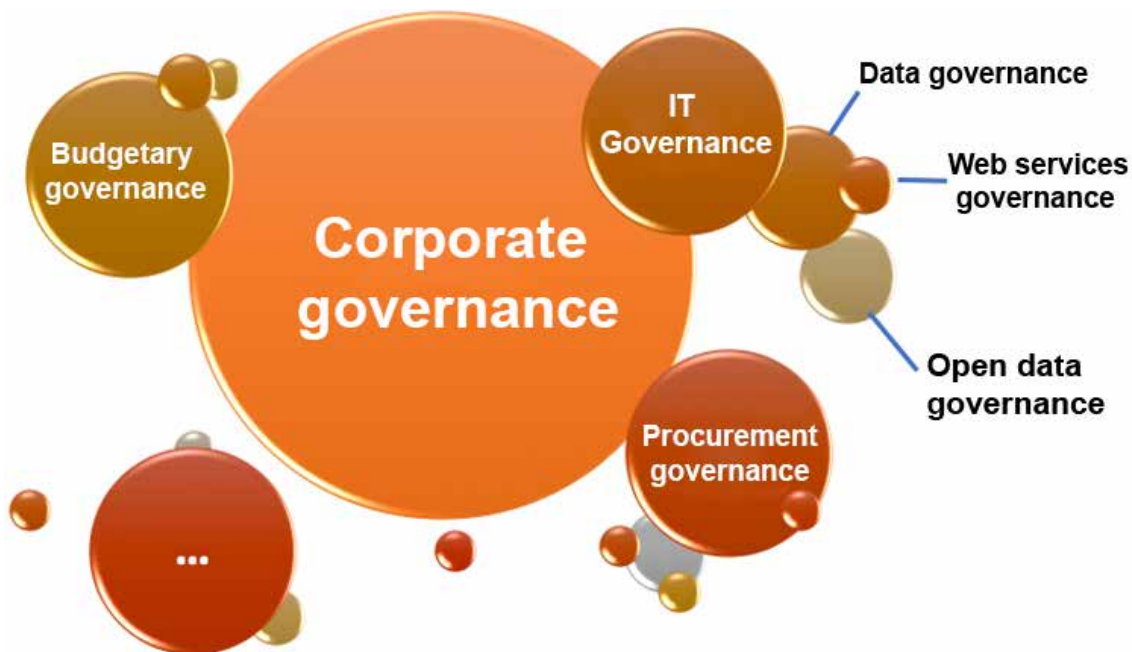 Data governance
IT
Governance
Budgetary
governance
Web services
governance
Corporate
governance
Open data
governance
Procurement
governance
...